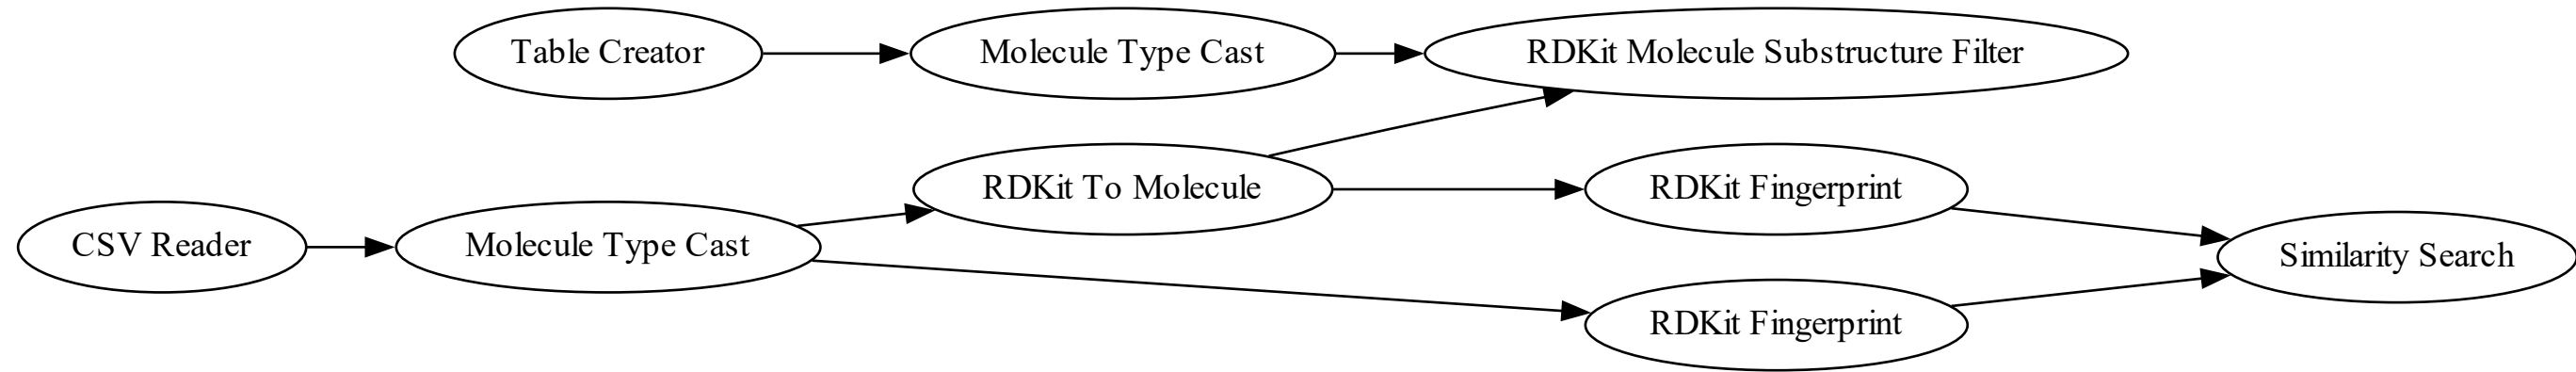 Table Creator
Molecule Type Cast
RDKit Molecule Substructure Filter
RDKit To Molecule
RDKit Fingerprint
CSV Reader
Molecule Type Cast
Similarity Search
RDKit Fingerprint